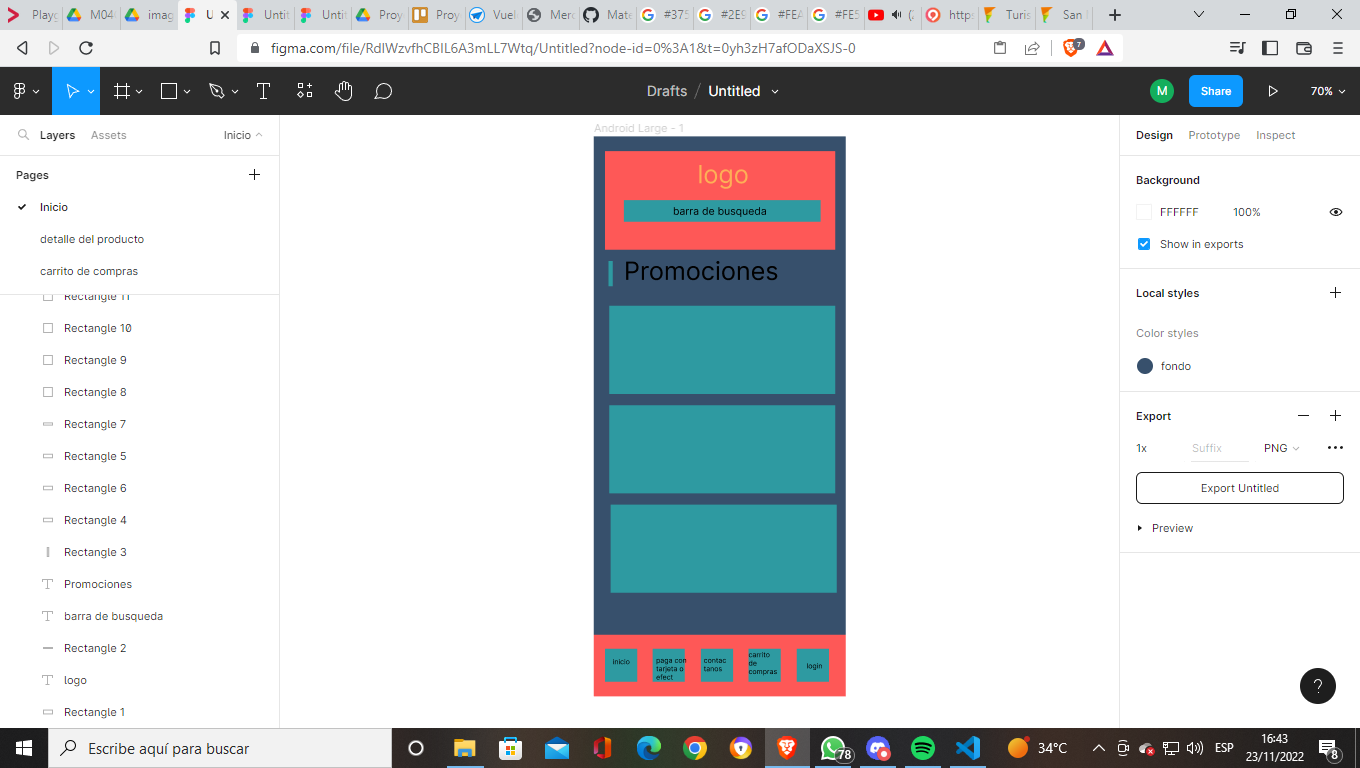 Play
M04
imag
U
Untit
Untit
Proy
Proy
Vuel
Merc
Mate
#375
#2E9
#FEA
#FE5
https
Turis
San
figma.com/file/RdIWzvfhCBIL6A3mLL7Wtq/Untitled?node-id=0%3A1&t=0yh3zH7afODaXSJS-0
7
Drafts / Untitled
M
Share
70%
Layers
Assets
Inicio
Pages
Inicio
detalle del producto
carrito de compras
Rectangle 11
Rectangle 10
Rectangle 9
Rectangle 8
Rectangle 7
Rectangle 5
Rectangle 6
Rectangle 4
Rectangle 3
Promociones
barra de busqueda
Rectangle 2
logo
Rectangle 1
Android Large - 1
logo
barra de busqueda
Promociones
inicio
paga con
tarjeta o
efect
contac
tanos
carrito
de
compras
login
Design
Prototype
Inspect
Background
FFFFFF
100%
Show in exports
Local styles
Color styles
fondo
Export
1x
Suffix
PNG
Export Untitled
Preview
?
Escribe aquí para buscar
78
34°C
ESP
16:43
23/11/2022
8